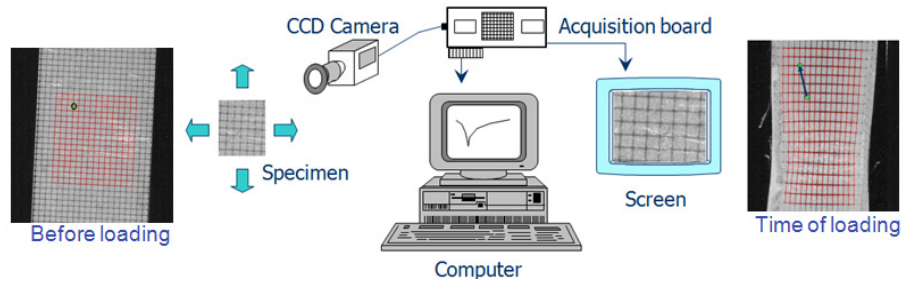 CCD Camera
Acquisition board
Specimen
Screen
Before loading
Time of loading
Computer